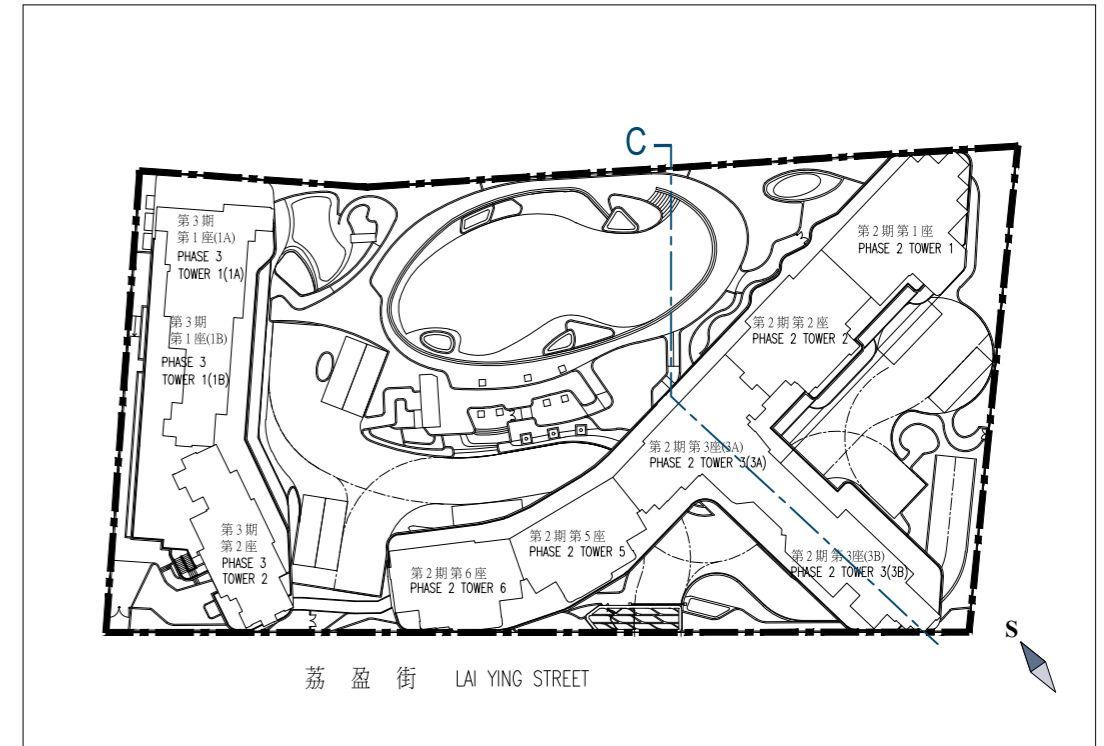 C
第3期
第1座(1A)
PHASE 3
TOWER 1(1A)
第2期第1座
PHASE 2 TOWER 1
第3期
第1座(1B)
PHASE 3
TOWER 1(1B)
第2期第2座
PHASE 2 TOWER 2
第2期第3座(3A)
PHASE 2 TOWER 3(3A)
第3期
第2座
PHASE 3
TOWER 2
第2期第5座
PHASE 2 TOWER 5
第2期第6座
PHASE 2 TOWER 6
第2期第3座(3B)
PHASE 2 TOWER 3(3B)
S
荔盈街 LAI YING STREET